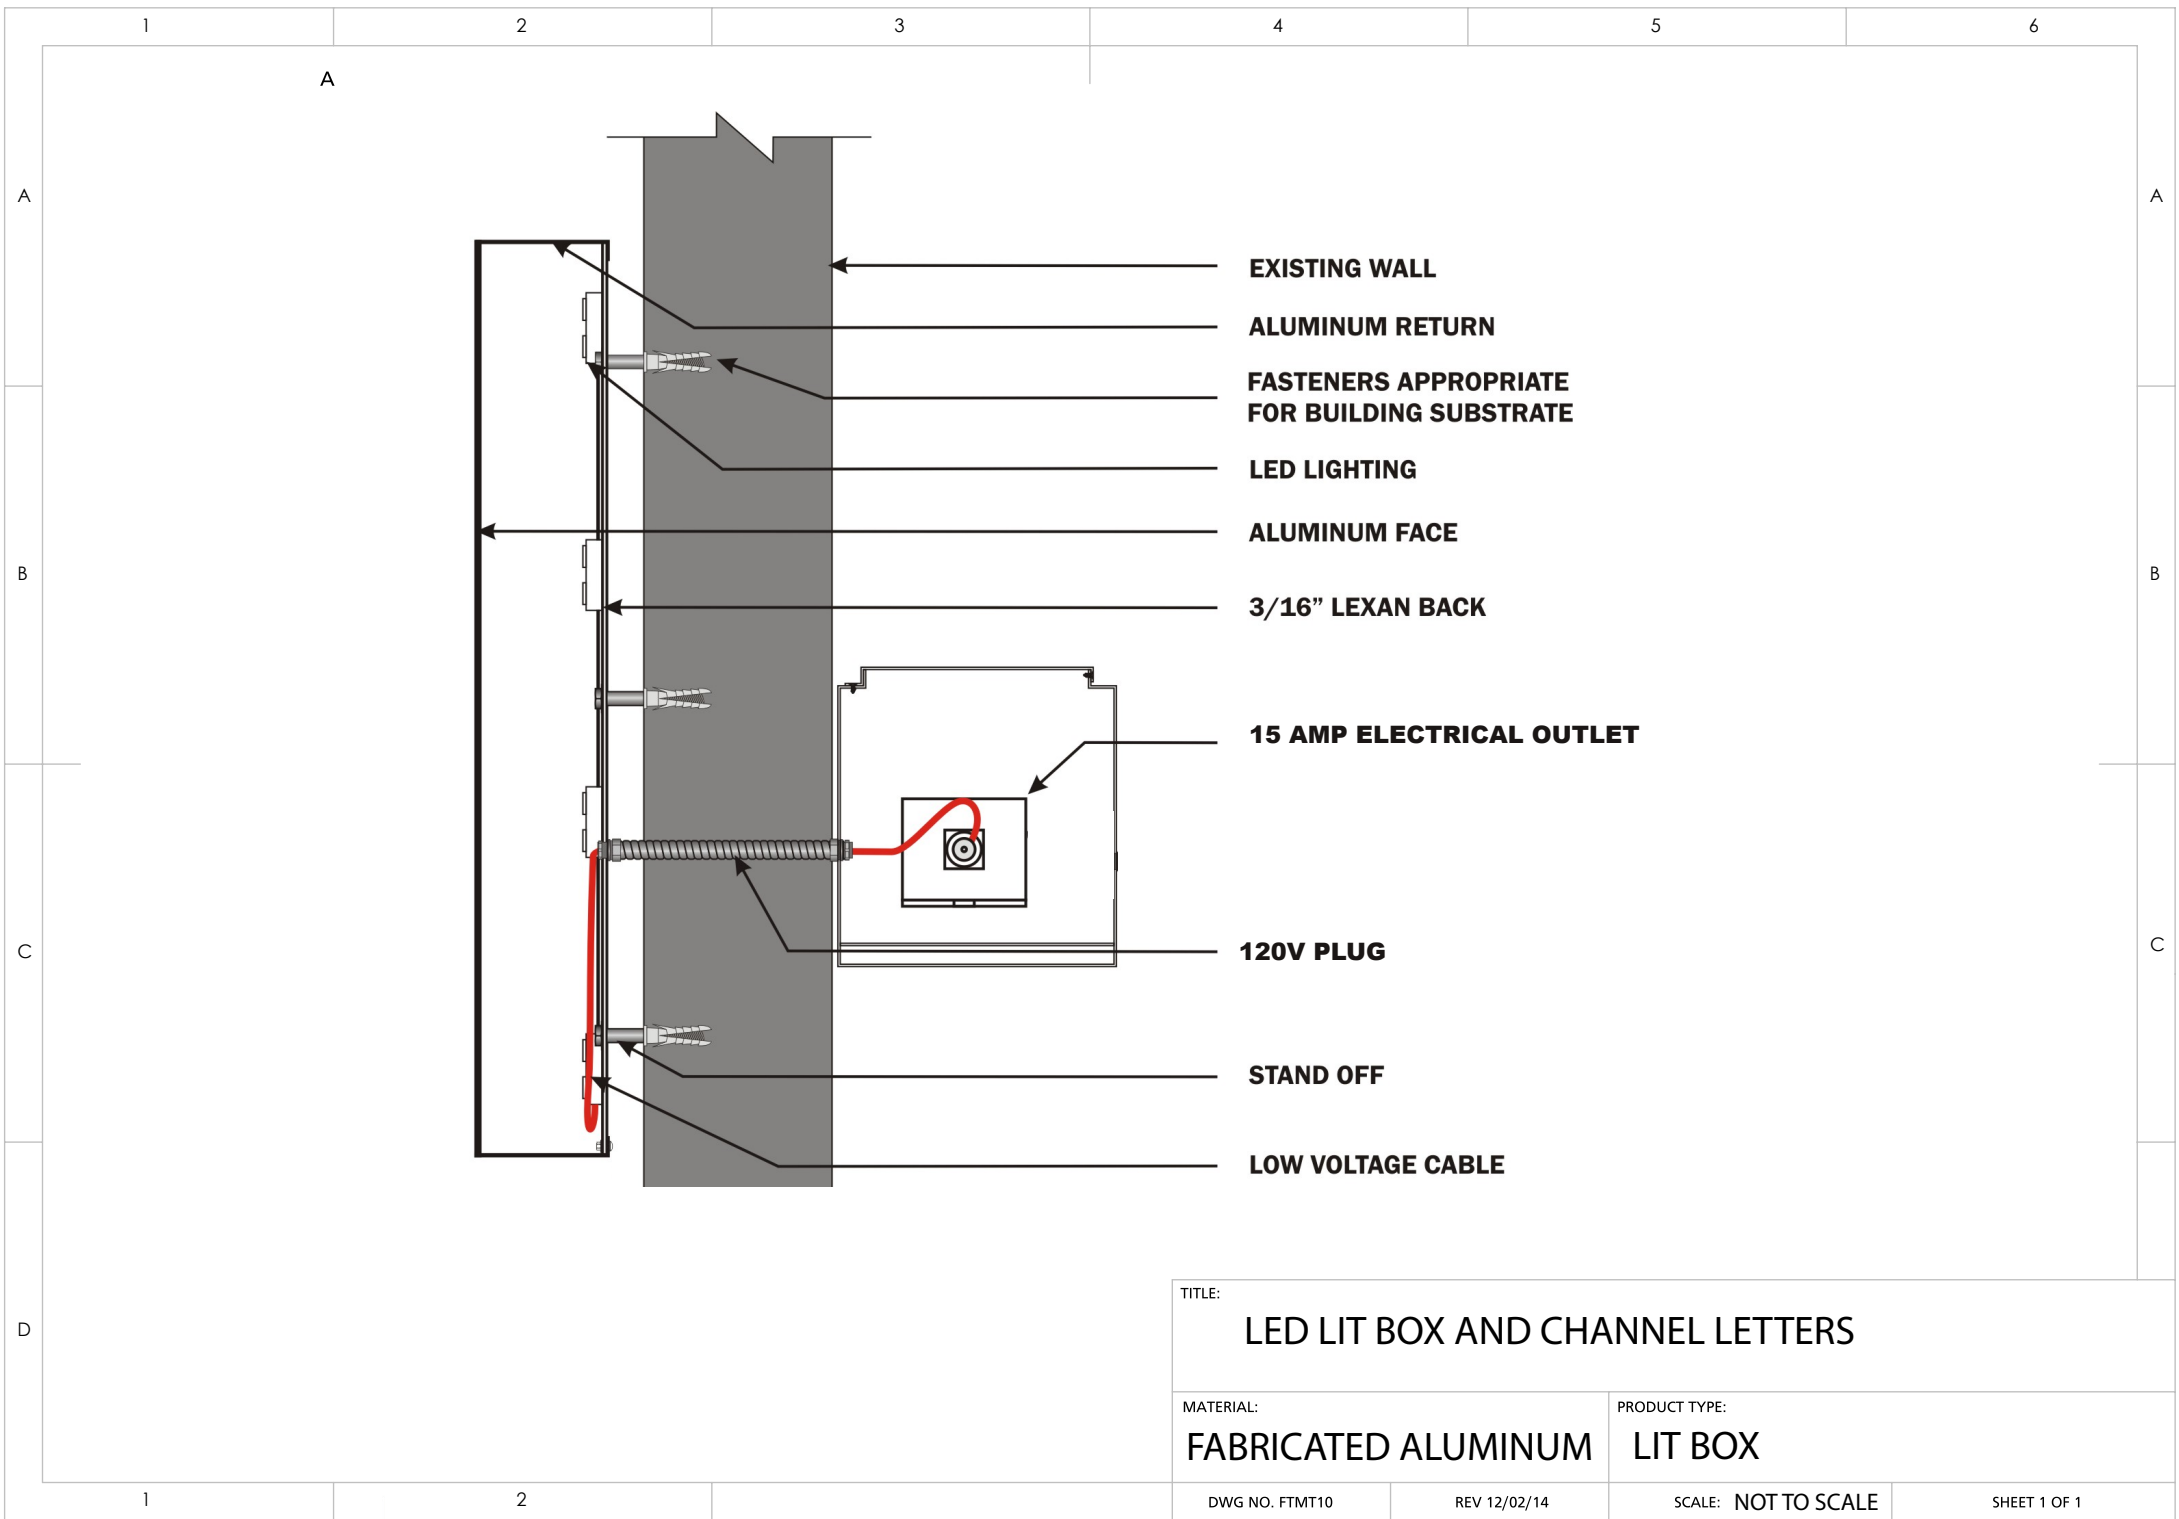 1 2 3 4 5 6
A
A A
EXISTING WALL
ALUMINUM RETURN
FASTENERS APPROPRIATE
FOR BUILDING SUBSTRATE
LED LIGHTING
ALUMINUM FACE
B B
3/16” LEXAN BACK
15 AMP ELECTRICAL OUTLET
C C
120V PLUG
STAND OFF
LOW VOLTAGE CABLE
D
TITLE:
LED LIT BOX AND CHANNEL LETTERS
MATERIAL:
FABRICATED ALUMINUM
PRODUCT TYPE:
LIT BOX
1 2
DWG NO. FTMT10
REV 12/02/14
SCALE: NOT TO SCALE
SHEET 1 OF 1